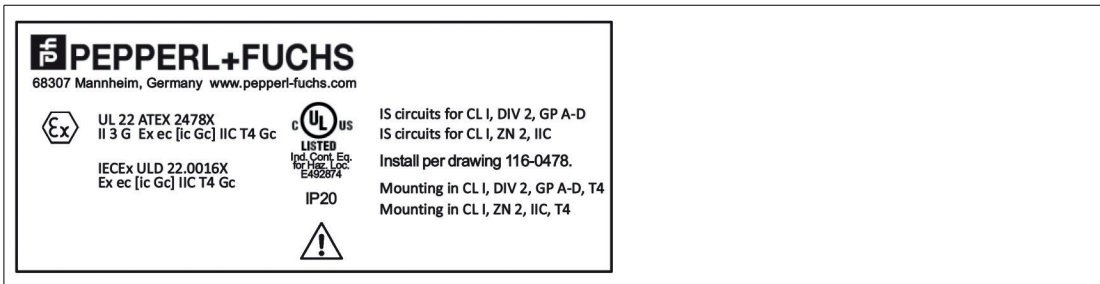 PEPPERL+FUCHS
68307 Mannheim, Germany www.pepperl-fuchs.com
UL 22 ATEX 2478X
II 3 G Ex ec [ic Gc] IIC T4 Gc
IECEx ULD 22.0016X
Ex ec [ic Gc] IIC T4 Gc
C UL US
LISTED
Ind. Cont. Eq.
for Haz. Loc.
E492874
IP20
IS circuits for CL I, DIV 2, GP A-D
IS circuits for CL I, ZN 2, IIC
Install per drawing 116-0478.
Mounting in CL I, DIV 2, GP A-D, T4
Mounting in CL I, ZN 2, IIC, T4